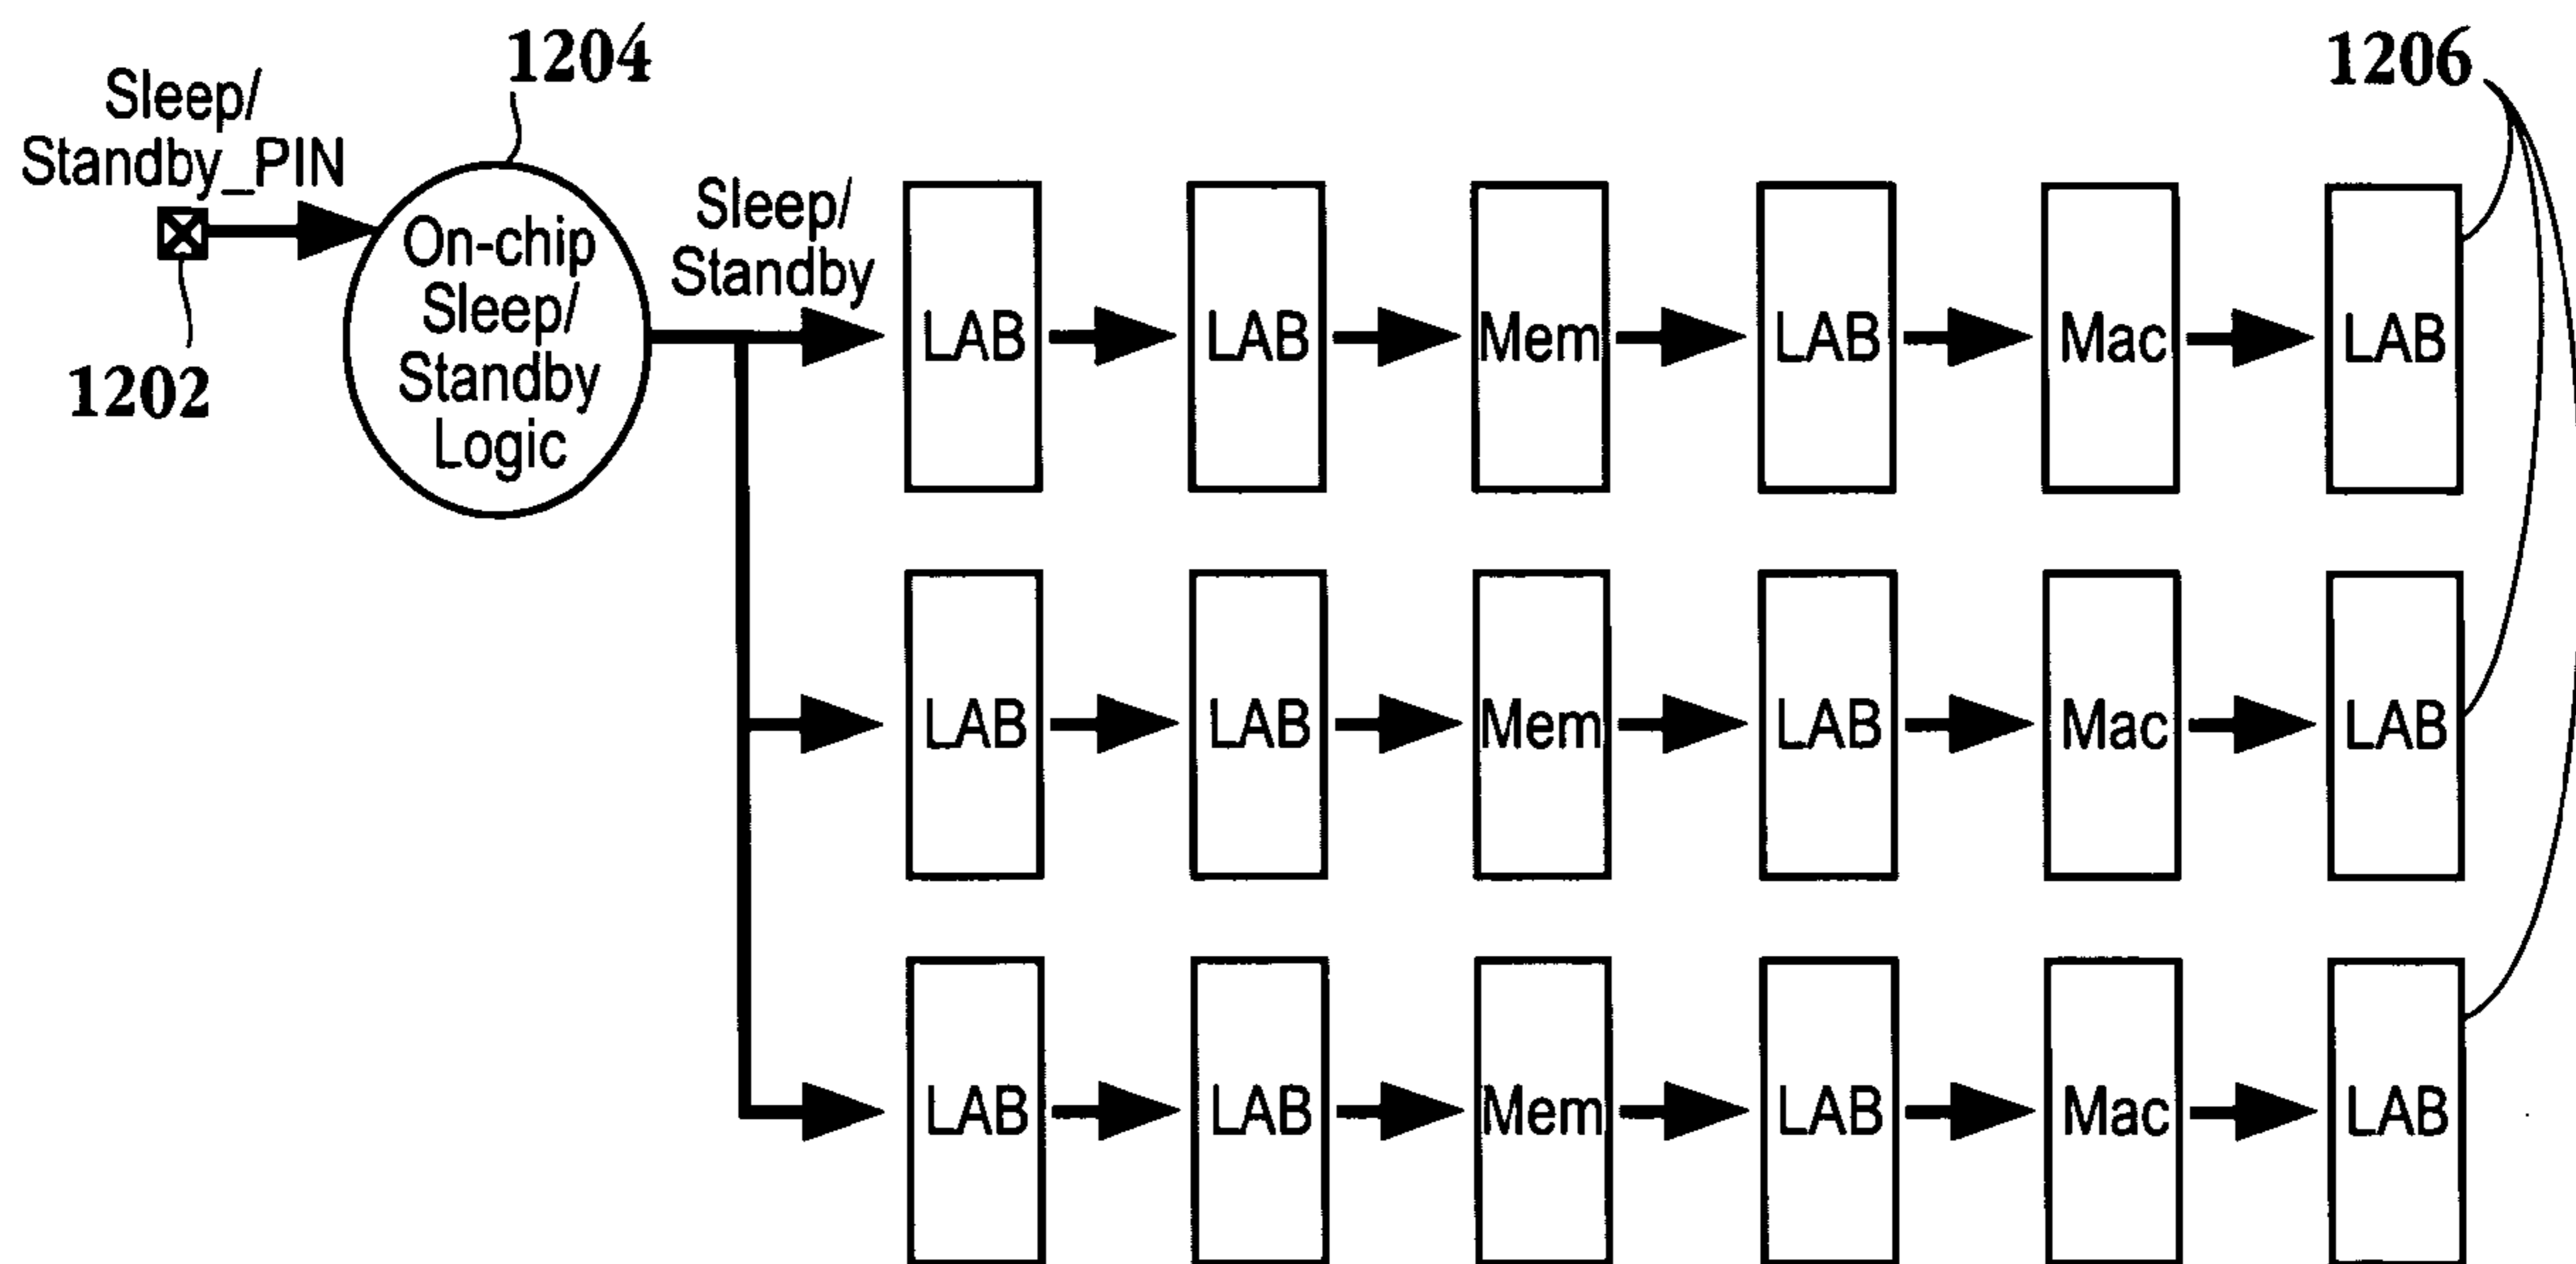 1204
1206
Sleep/
Standby_PIN
1202
On-chip
Sleep/
Standby
Logic
Sleep/
Standby
LAB LAB Mem LAB Mac LAB
LAB LAB Mem LAB Mac LAB
LAB LAB Mem LAB Mac LAB